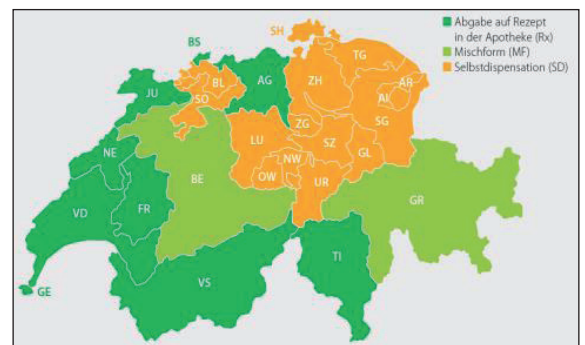 Abgabe auf Rezept
in der Apotheke (Rx)
Mischform (MF)
Selbstdispensation (SD)
SH
BS
TG
JU
BL
AG
ZH
AR
SO
AI
ZG
SG
LU
SZ
NE
NW
GL
OW
BE
UR
VD
FR
GR
TI
VS
GE